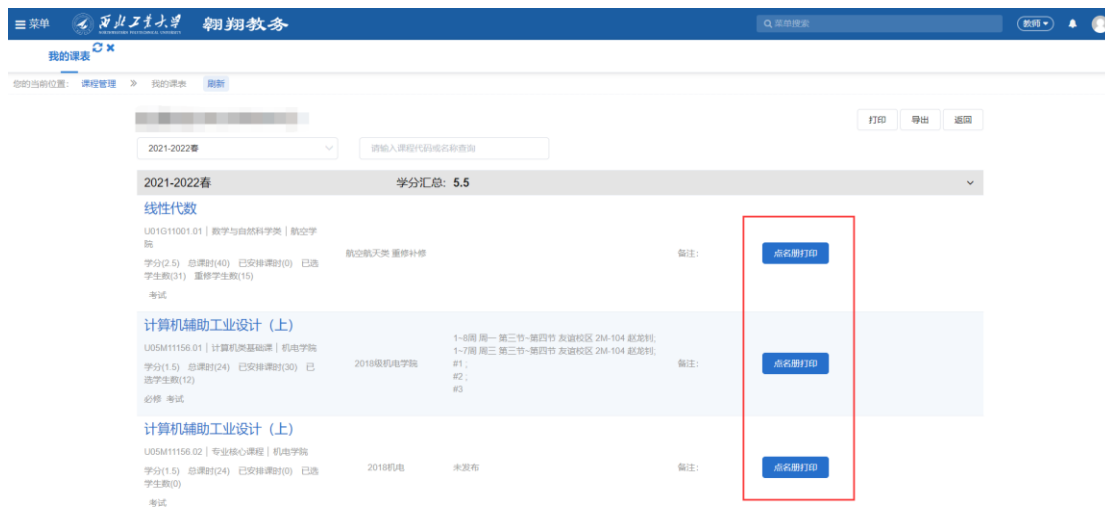 菜单 西北工业大学 翱翔教务 菜单搜索 教师
我的课表
您的当前位置: 课程管理 》 我的课表 刷新
打印 导出 返回
2021-2022春 请输入课程代码或名称查询
2021-2022春 学分汇总: 5.5
线性代数
U01G11001.01 | 数学与自然科学类 | 航空学
院
航空航天类 重修补修 备注: 点名册打印
学分(2.5) 总课时(40) 已安排课时(0) 已选
学生数(31) 重修学生数(15)
考试
计算机辅助工业设计（上）
U05M11156.01 | 计算机类基础课 | 机电学院
学分(1.5) 总课时(24) 已安排课时(30) 已
选学生数(12)
必修 考试
2018级机电学院
1~8周 周一 第三节~第四节 友谊校区 2M-104 赵龙钊;
1~7周 周三 第三节~第四节 友谊校区 2M-104 赵龙钊;
#1 ;
#2 ;
#3
备注: 点名册打印
计算机辅助工业设计（上）
U05M11156.02 | 专业核心课程 | 机电学院
学分(1.5) 总课时(24) 已安排课时(0) 已选
学生数(0)
考试
2018机电 未发布 备注: 点名册打印